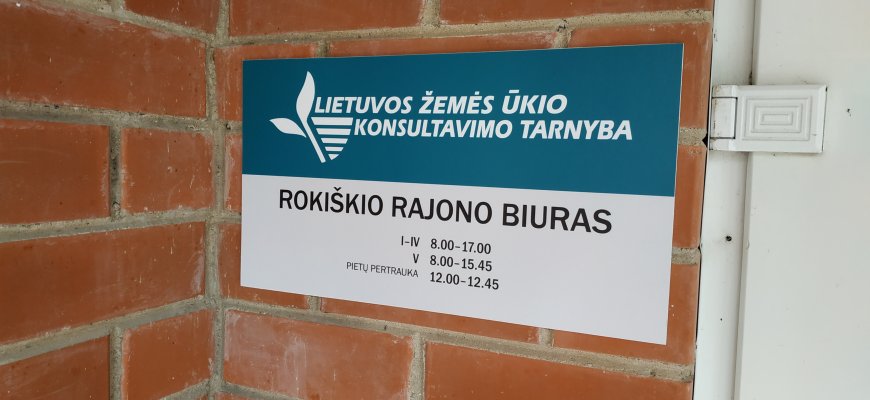 LIETUVOS ŽEMĖS ŪKIO
KONSULTAVIMO TARNYBA
ROKIŠKIO RAJONO BIURAS
I–IV 8.00–17.00
V 8.00–15.45
PIETŲ PERTRAUKA 12.00–12.45